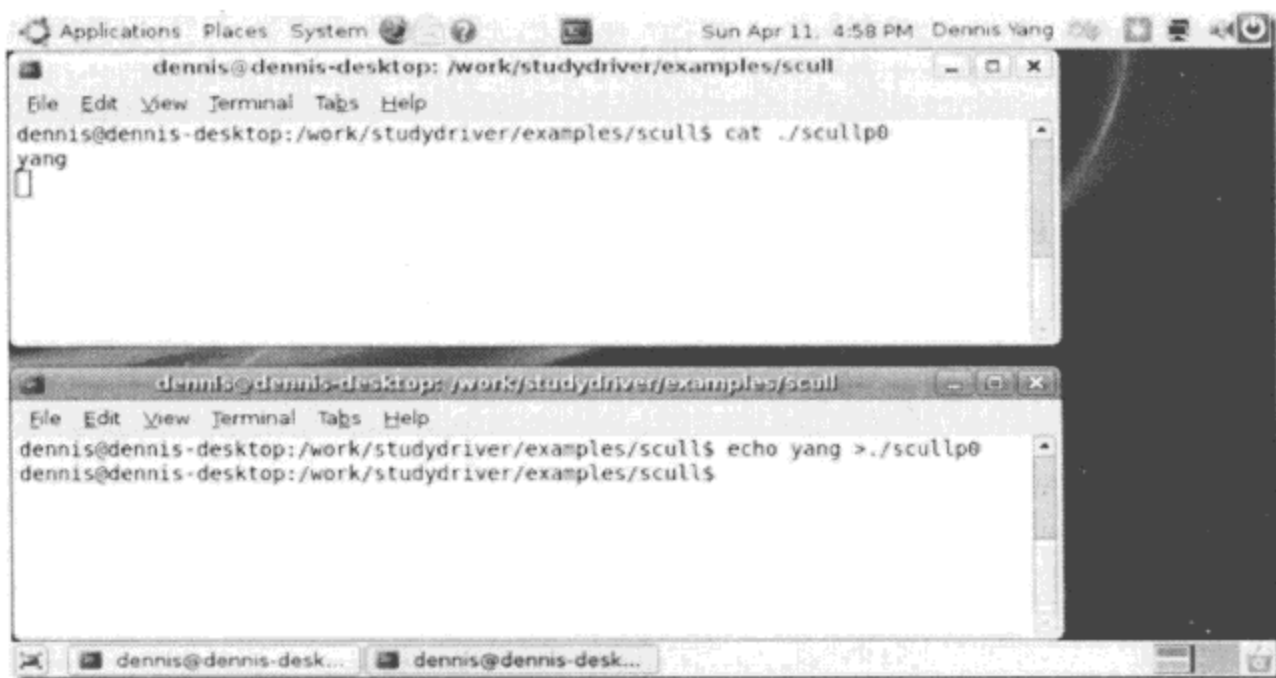 Applications Places System Sun Apr 11, 4:58 PM Dennis Yang
dennis@dennis-desktop: /work/studydriver/examples/scull
File Edit View Terminal Tabs Help
dennis@dennis-desktop:/work/studydriver/examples/scull$ cat ./scullp0
yang
dennis@dennis-desktop: /work/studydriver/examples/scull
File Edit View Terminal Tabs Help
dennis@dennis-desktop:/work/studydriver/examples/scull$ echo yang >./scullp0
dennis@dennis-desktop:/work/studydriver/examples/scull$
dennis@dennis-desk... dennis@dennis-desk...